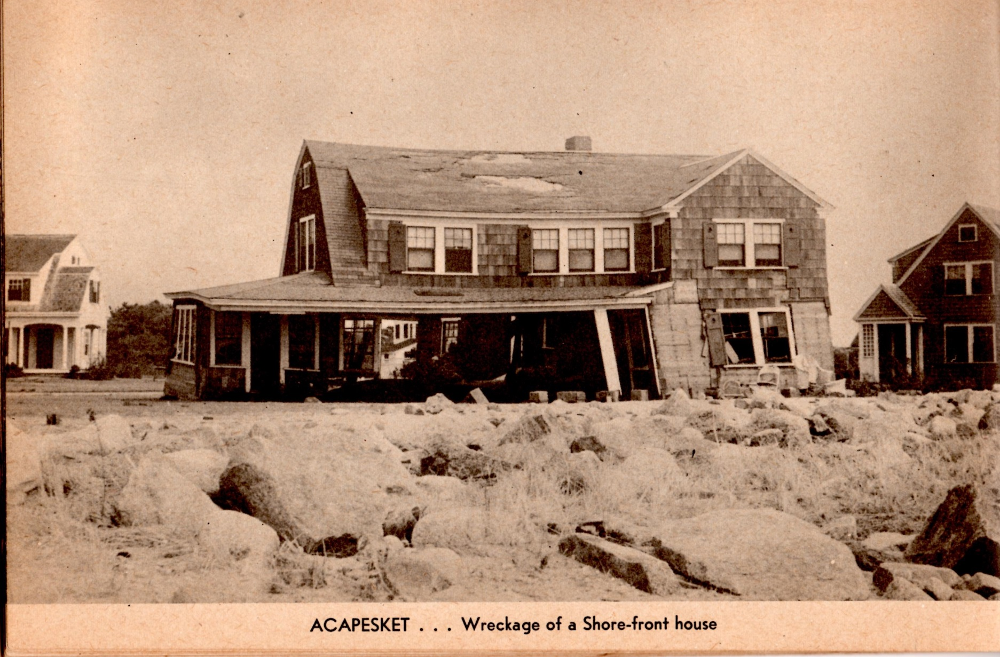 ACAPESKET . . . Wreckage of a Shore-front house